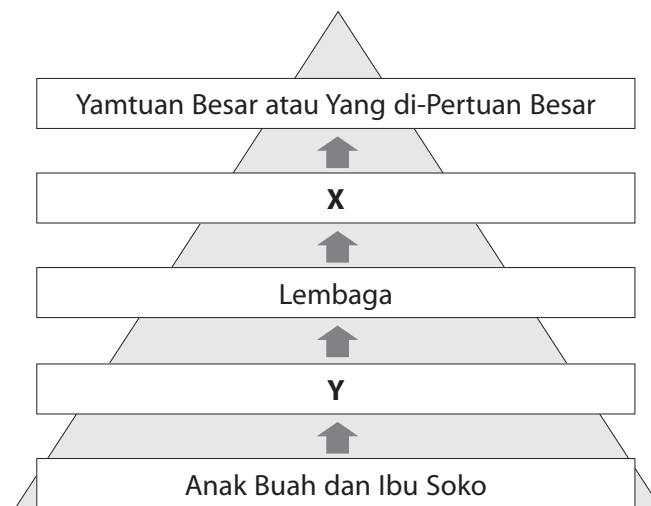 Yamtuan Besar atau Yang di-Pertuan Besar
X
Lembaga
Y
Anak Buah dan Ibu Soko